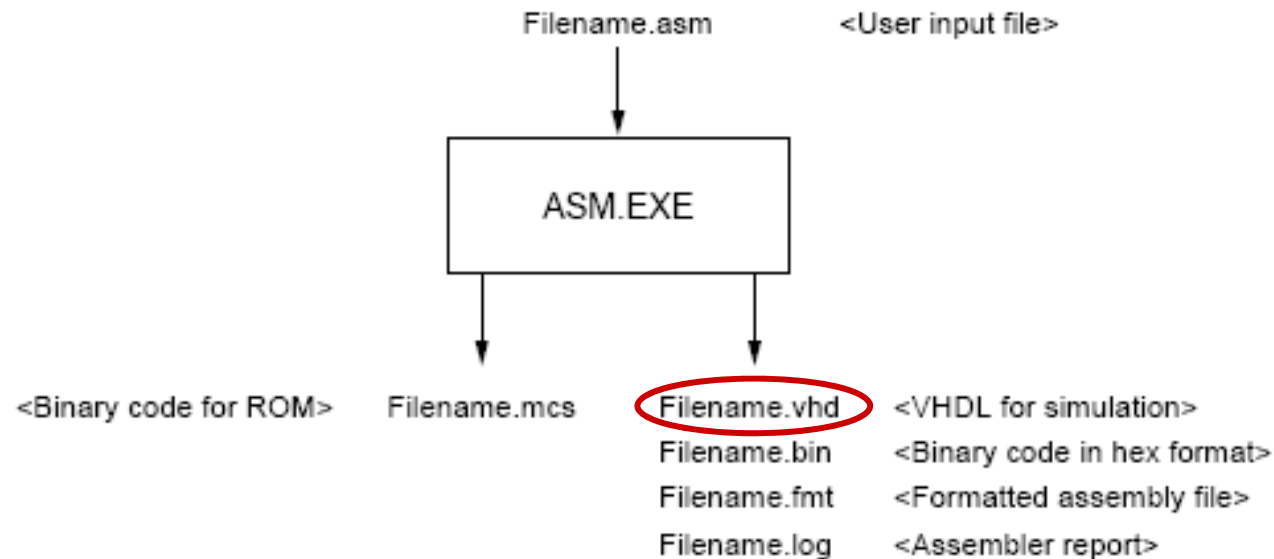 Filename.asm <User input file>
ASM.EXE
<Binary code for ROM> Filename.mcs Filename.vhd <VHDL for simulation>
Filename.bin <Binary code in hex format>
Filename.fmt <Formatted assembly file>
Filename.log <Assembler report>